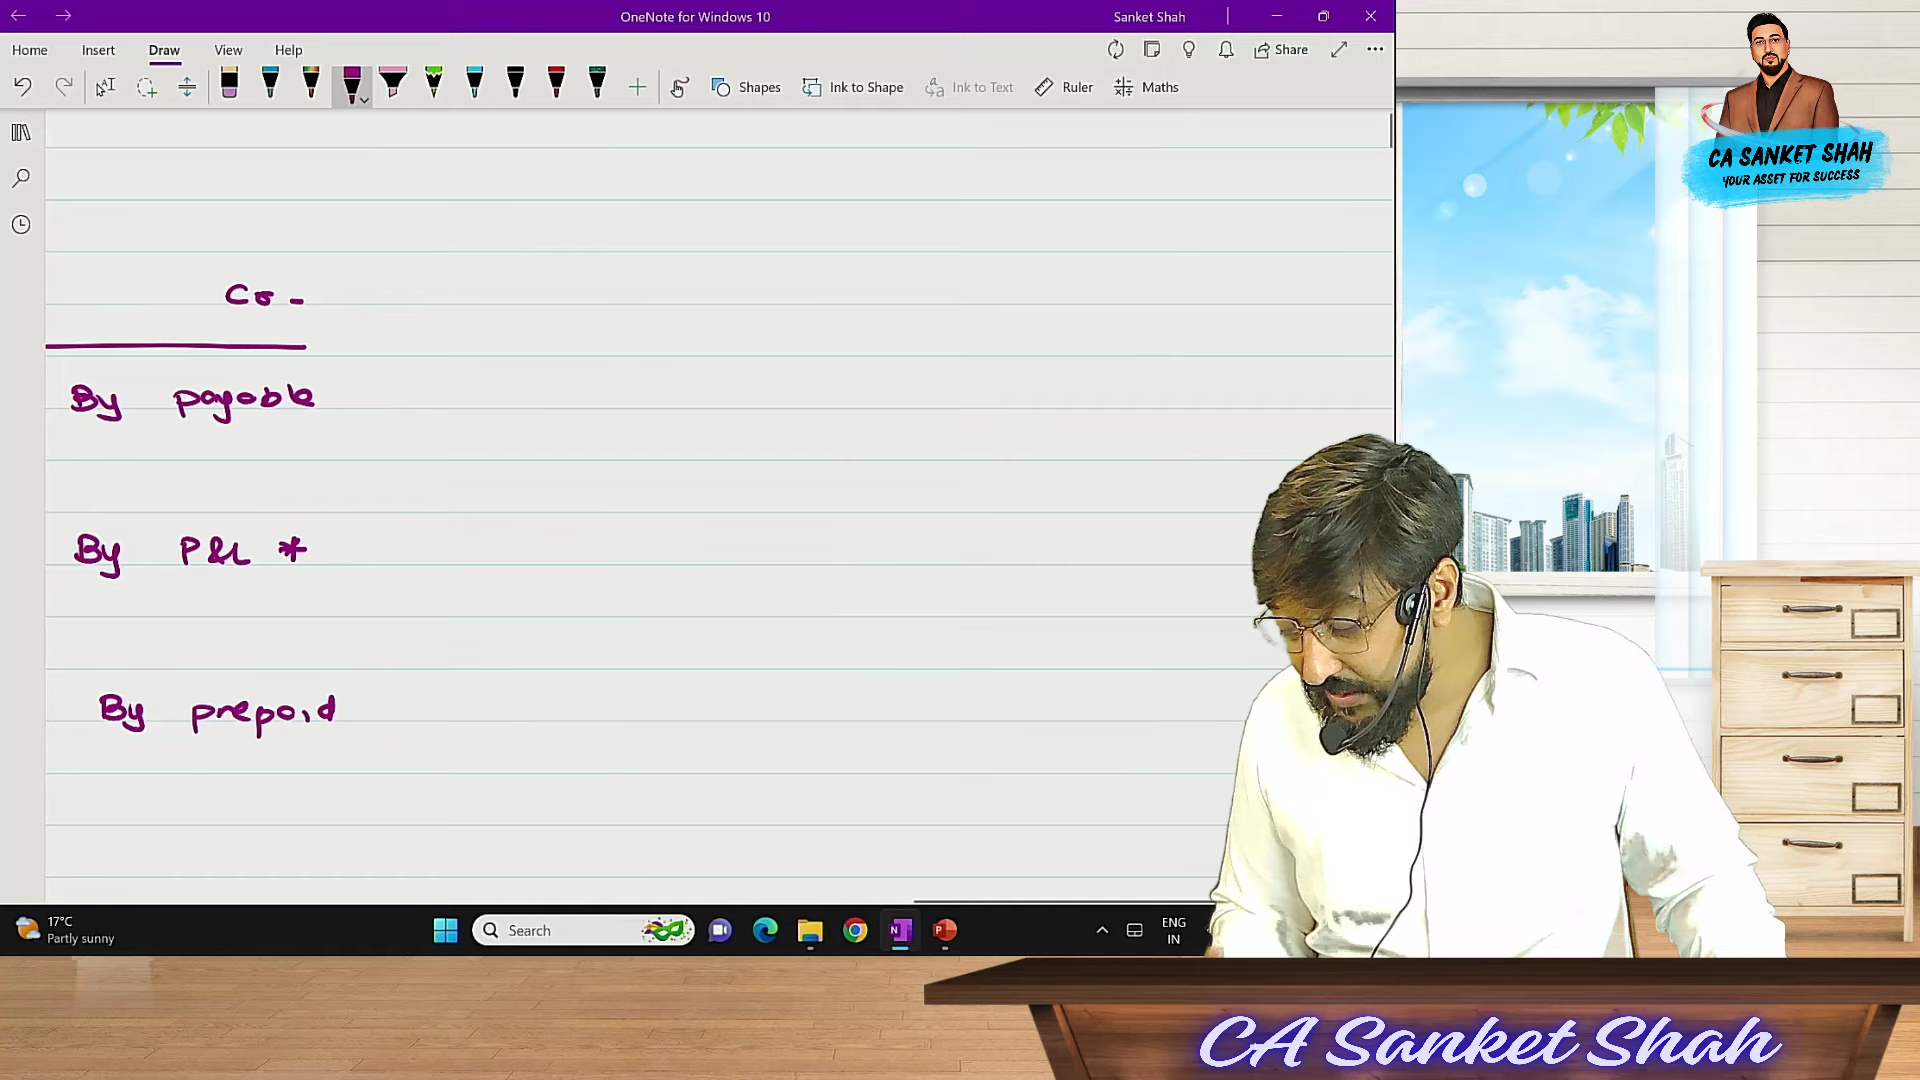 OneNote for Windows 10
Sanket Shah
Home Insert Draw View Help
Share
Shapes Ink to Shape Ink to Text Ruler Maths
CA SANKET SHAH
YOUR ASSET FOR SUCCESS
Cr -
By payable
By P&L *
By prepaid
17°C
Partly sunny
Search
ENG
IN
CA Sanket Shah